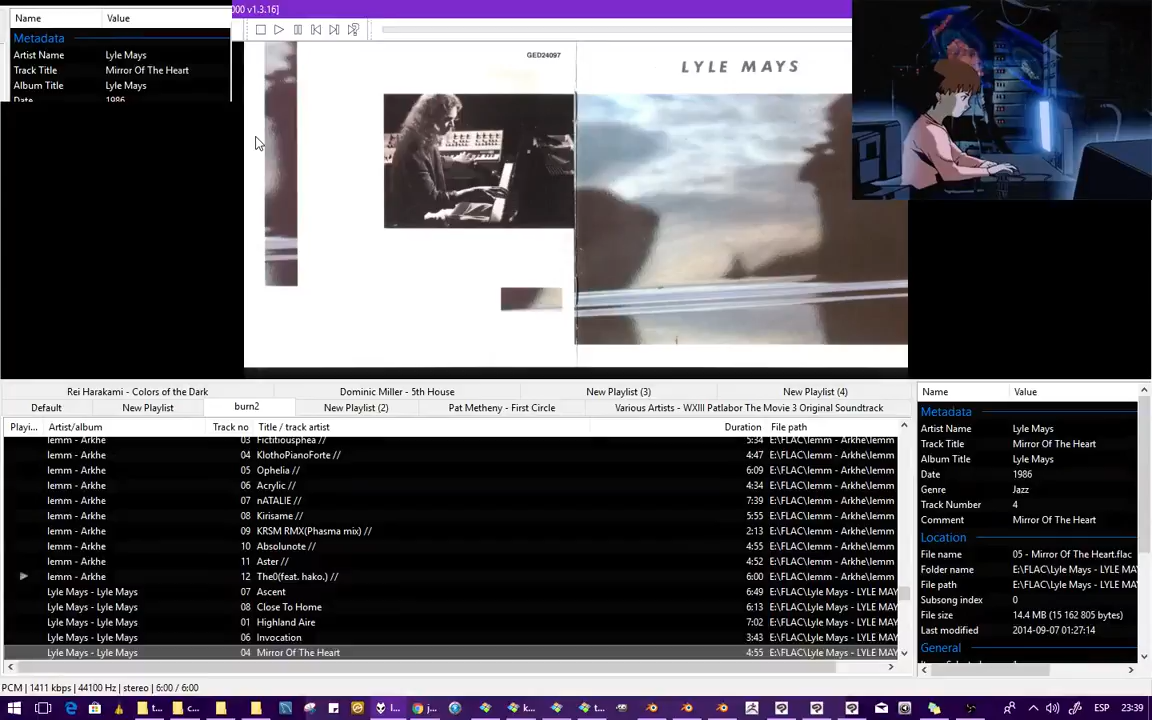 000 v1.3.16]
Name Value
Metadata
Artist Name Lyle Mays
Track Title Mirror Of The Heart
Album Title Lyle Mays
Date 1986
GED24097
LYLE MAYS
Rei Harakami - Colors of the Dark Dominic Miller - 5th House New Playlist (3) New Playlist (4)
Default New Playlist burn2 New Playlist (2) Pat Metheny - First Circle Various Artists - WXIII Patlabor The Movie 3 Original Soundtrack
Playi... Artist/album Track no Title / track artist Duration File path
lemm - Arkhe 03 Fictitiousphea // 5:34 E:\FLAC\lemm - Arkhe\lemm
lemm - Arkhe 04 KlothoPianoForte // 4:47 E:\FLAC\lemm - Arkhe\lemm
lemm - Arkhe 05 Ophelia // 6:09 E:\FLAC\lemm - Arkhe\lemm
lemm - Arkhe 06 Acrylic // 4:34 E:\FLAC\lemm - Arkhe\lemm
lemm - Arkhe 07 nATALIE // 7:39 E:\FLAC\lemm - Arkhe\lemm
lemm - Arkhe 08 Kirisame // 5:55 E:\FLAC\lemm - Arkhe\lemm
lemm - Arkhe 09 KRSM RMX(Phasma mix) // 2:13 E:\FLAC\lemm - Arkhe\lemm
lemm - Arkhe 10 Absolunote // 4:55 E:\FLAC\lemm - Arkhe\lemm
lemm - Arkhe 11 Aster // 4:52 E:\FLAC\lemm - Arkhe\lemm
lemm - Arkhe 12 The0(feat. hako.) // 6:00 E:\FLAC\lemm - Arkhe\lemm
Lyle Mays - Lyle Mays 07 Ascent 6:49 E:\FLAC\Lyle Mays - LYLE MAY
Lyle Mays - Lyle Mays 08 Close To Home 6:13 E:\FLAC\Lyle Mays - LYLE MAY
Lyle Mays - Lyle Mays 01 Highland Aire 7:02 E:\FLAC\Lyle Mays - LYLE MAY
Lyle Mays - Lyle Mays 06 Invocation 3:43 E:\FLAC\Lyle Mays - LYLE MAY
Lyle Mays - Lyle Mays 04 Mirror Of The Heart 4:55 E:\FLAC\Lyle Mays - LYLE MAY
Name Value
Metadata
Artist Name Lyle Mays
Track Title Mirror Of The Heart
Album Title Lyle Mays
Date 1986
Genre Jazz
Track Number 4
Comment Mirror Of The Heart
Location
File name 05 - Mirror Of The Heart.flac
Folder name E:\FLAC\Lyle Mays - LYLE MA
File path E:\FLAC\Lyle Mays - LYLE MA
Subsong index 0
File size 14.4 MB (15 162 805 bytes)
Last modified 2014-09-07 01:27:14
General
PCM | 1411 kbps | 44100 Hz | stereo | 6:00 / 6:00
t... c... l... j... k... t... ESP 23:39